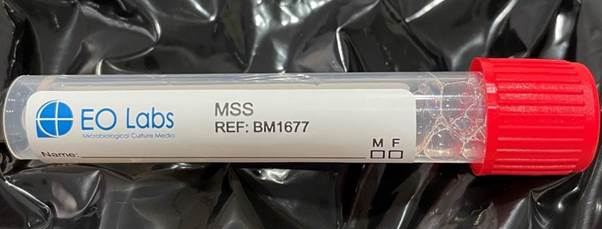 EO Labs
Microbiological Culture Media
MSS
REF: BM1677
M F
Name: